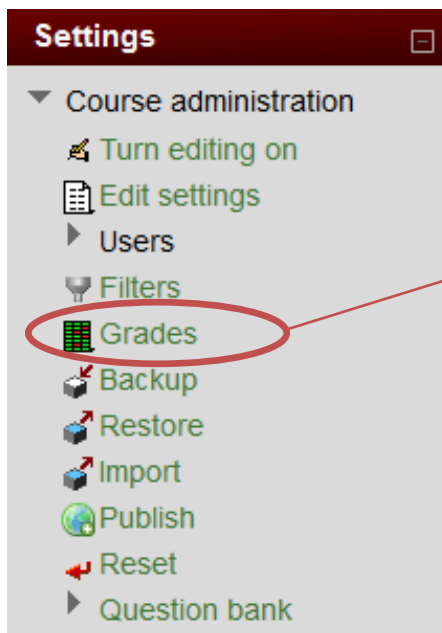 Settings
Course administration
Turn editing on
Edit settings
Users
Filters
Grades
Backup
Restore
Import
Publish
Reset
Question bank